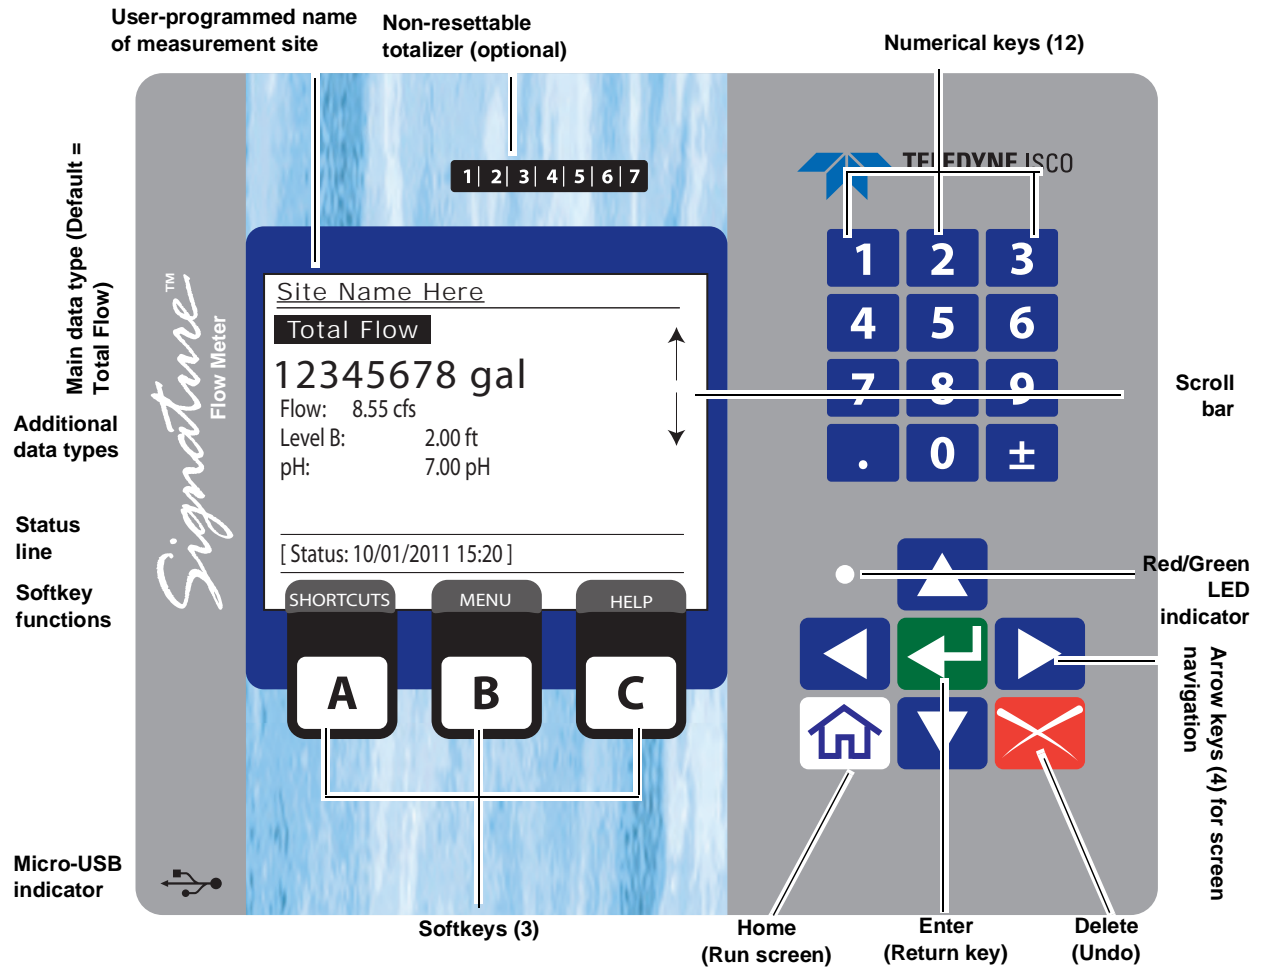 User-programmed name
of measurement site
Non-resettable
totalizer (optional)
Numerical keys (12)
Main data type (Default =
Total Flow)
Additional
data types
Status
line
Softkey
functions
Micro-USB
indicator
Signature™
Flow Meter
1 2 3 4 5 6 7
TELEDYNE ISCO
Site Name Here
Total Flow
12345678 gal
Flow: 8.55 cfs
Level B: 2.00 ft
pH: 7.00 pH
[ Status: 10/01/2011 15:20 ]
SHORTCUTS MENU HELP
A B C
1 2 3
4 5 6
7 8 9
. 0 ±
Scroll
bar
Red/Green
LED
indicator
Arrow keys (4) for screen
navigation
Softkeys (3)
Home
(Run screen)
Enter
(Return key)
Delete
(Undo)